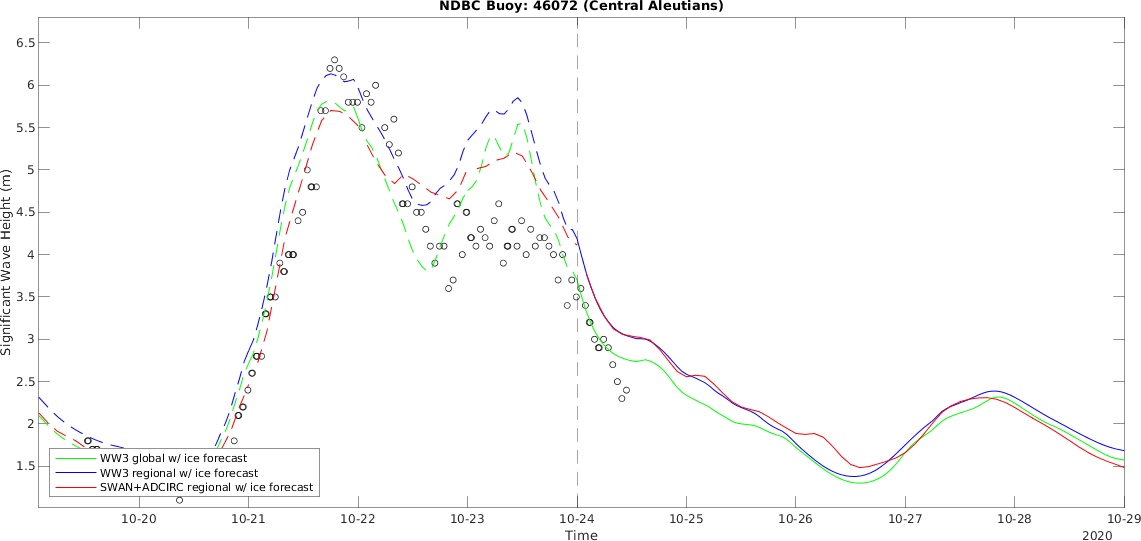 NDBC Buoy: 46072 (Central Aleutians)
6.5
6
5.5
5
4.5
4
3.5
3
2.5
2
1.5
Significant Wave Height (m)
WW3 global w/ ice forecast
WW3 regional w/ ice forecast
SWAN+ADCIRC regional w/ ice forecast
10-20 10-21 10-22 10-23 10-24 10-25 10-26 10-27 10-28 10-29
Time
2020